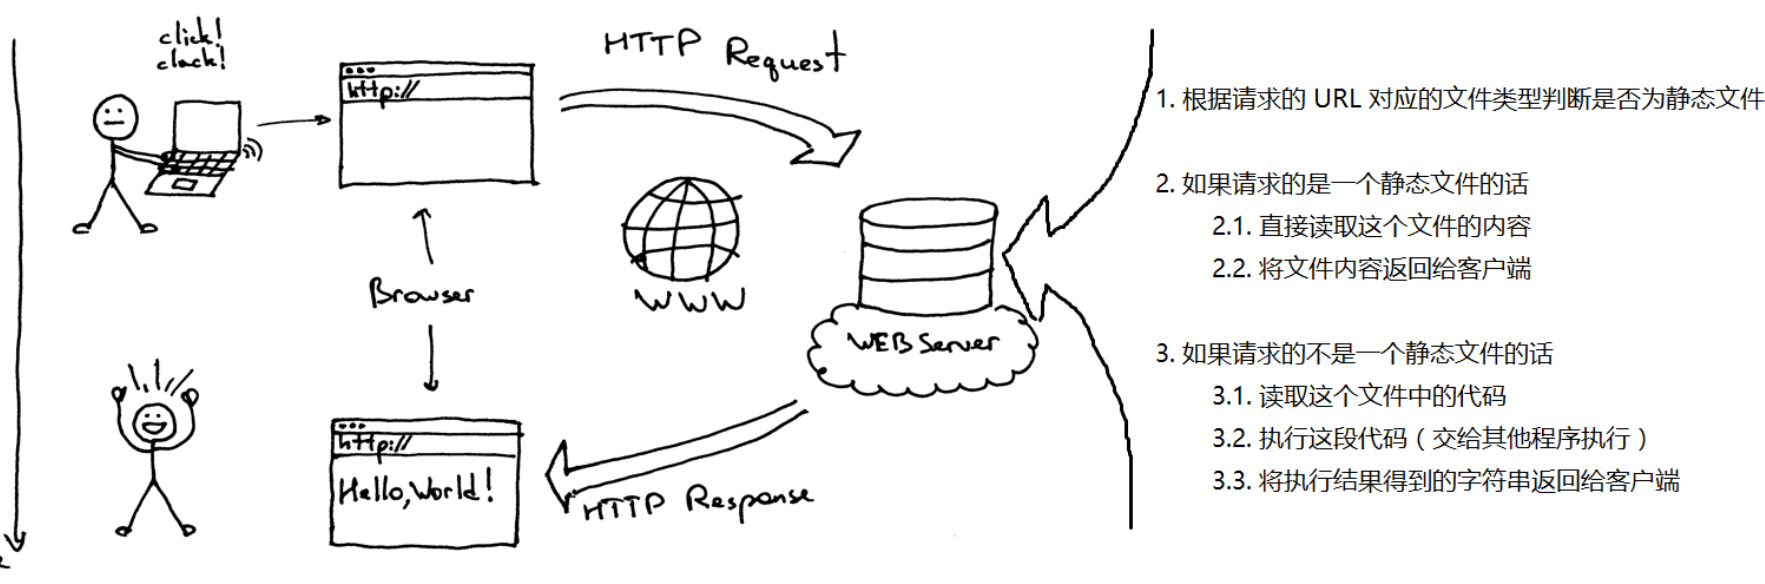 click!
clack!
http://
HTTP Request
Browser
WWW
WEB Server
http://
Hello, World!
HTTP Response
1. 根据请求的 URL 对应的文件类型判断是否为静态文件
2. 如果请求的是一个静态文件的话
2.1. 直接读取这个文件的内容
2.2. 将文件内容返回给客户端
3. 如果请求的不是一个静态文件的话
3.1. 读取这个文件中的代码
3.2. 执行这段代码（交给其他程序执行）
3.3. 将执行结果得到的字符串返回给客户端